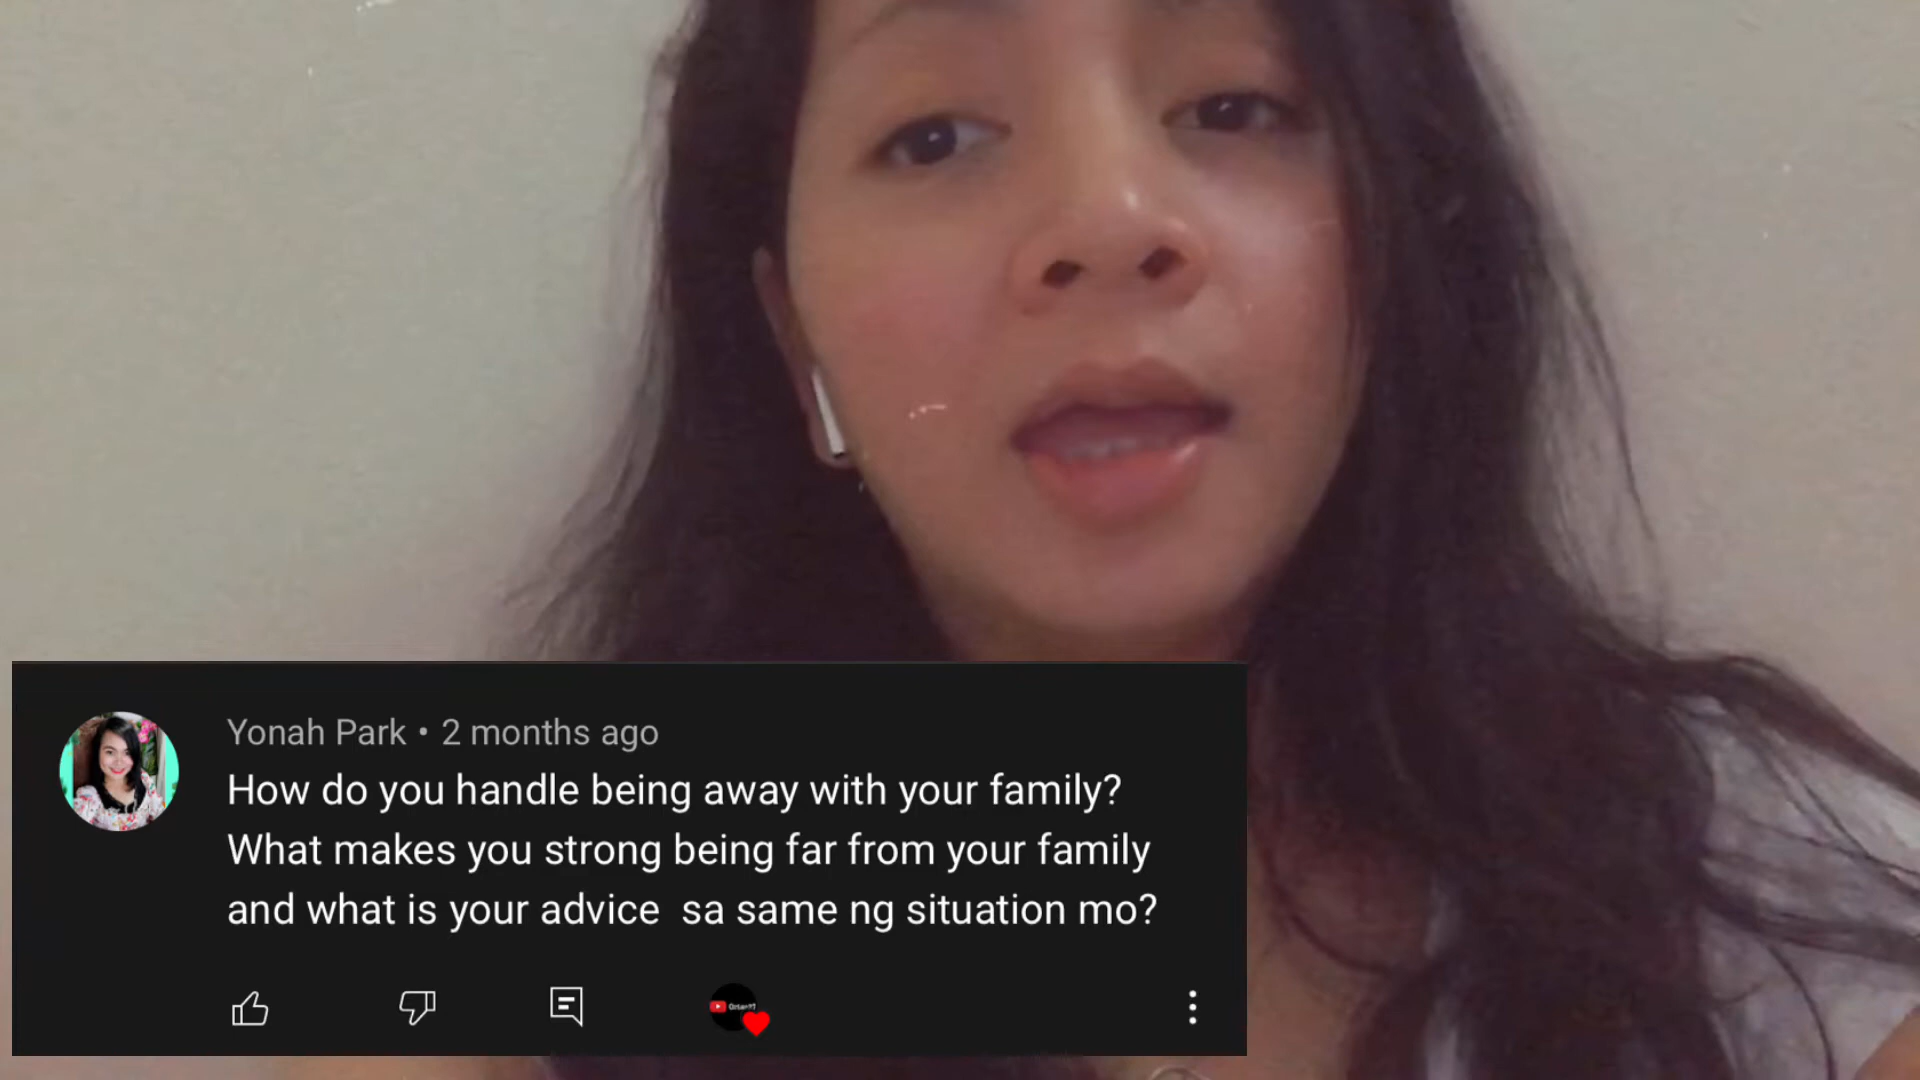 Yonah Park • 2 months ago
How do you handle being away with your family?
What makes you strong being far from your family
and what is your advice  sa same ng situation mo?